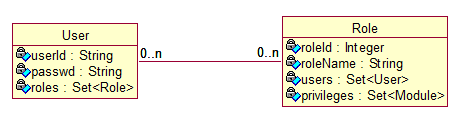 User
userId : String
passwd : String
roles : Set<Role>
0..n
0..n
Role
roleId : Integer
roleName : String
users : Set<User>
privileges : Set<Module>